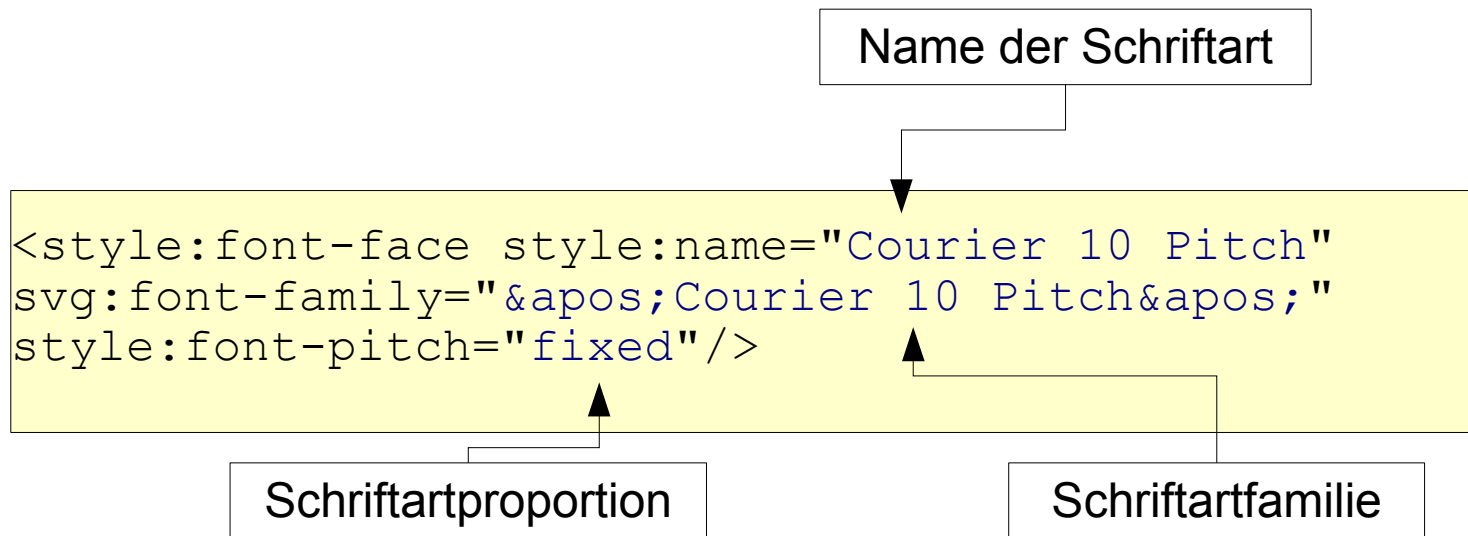 Name der Schriftart
<style:font-face style:name="Courier 10 Pitch"
svg:font-family="&apos;Courier 10 Pitch&apos;"
style:font-pitch="fixed"/>
Schriftartproportion
Schriftartfamilie